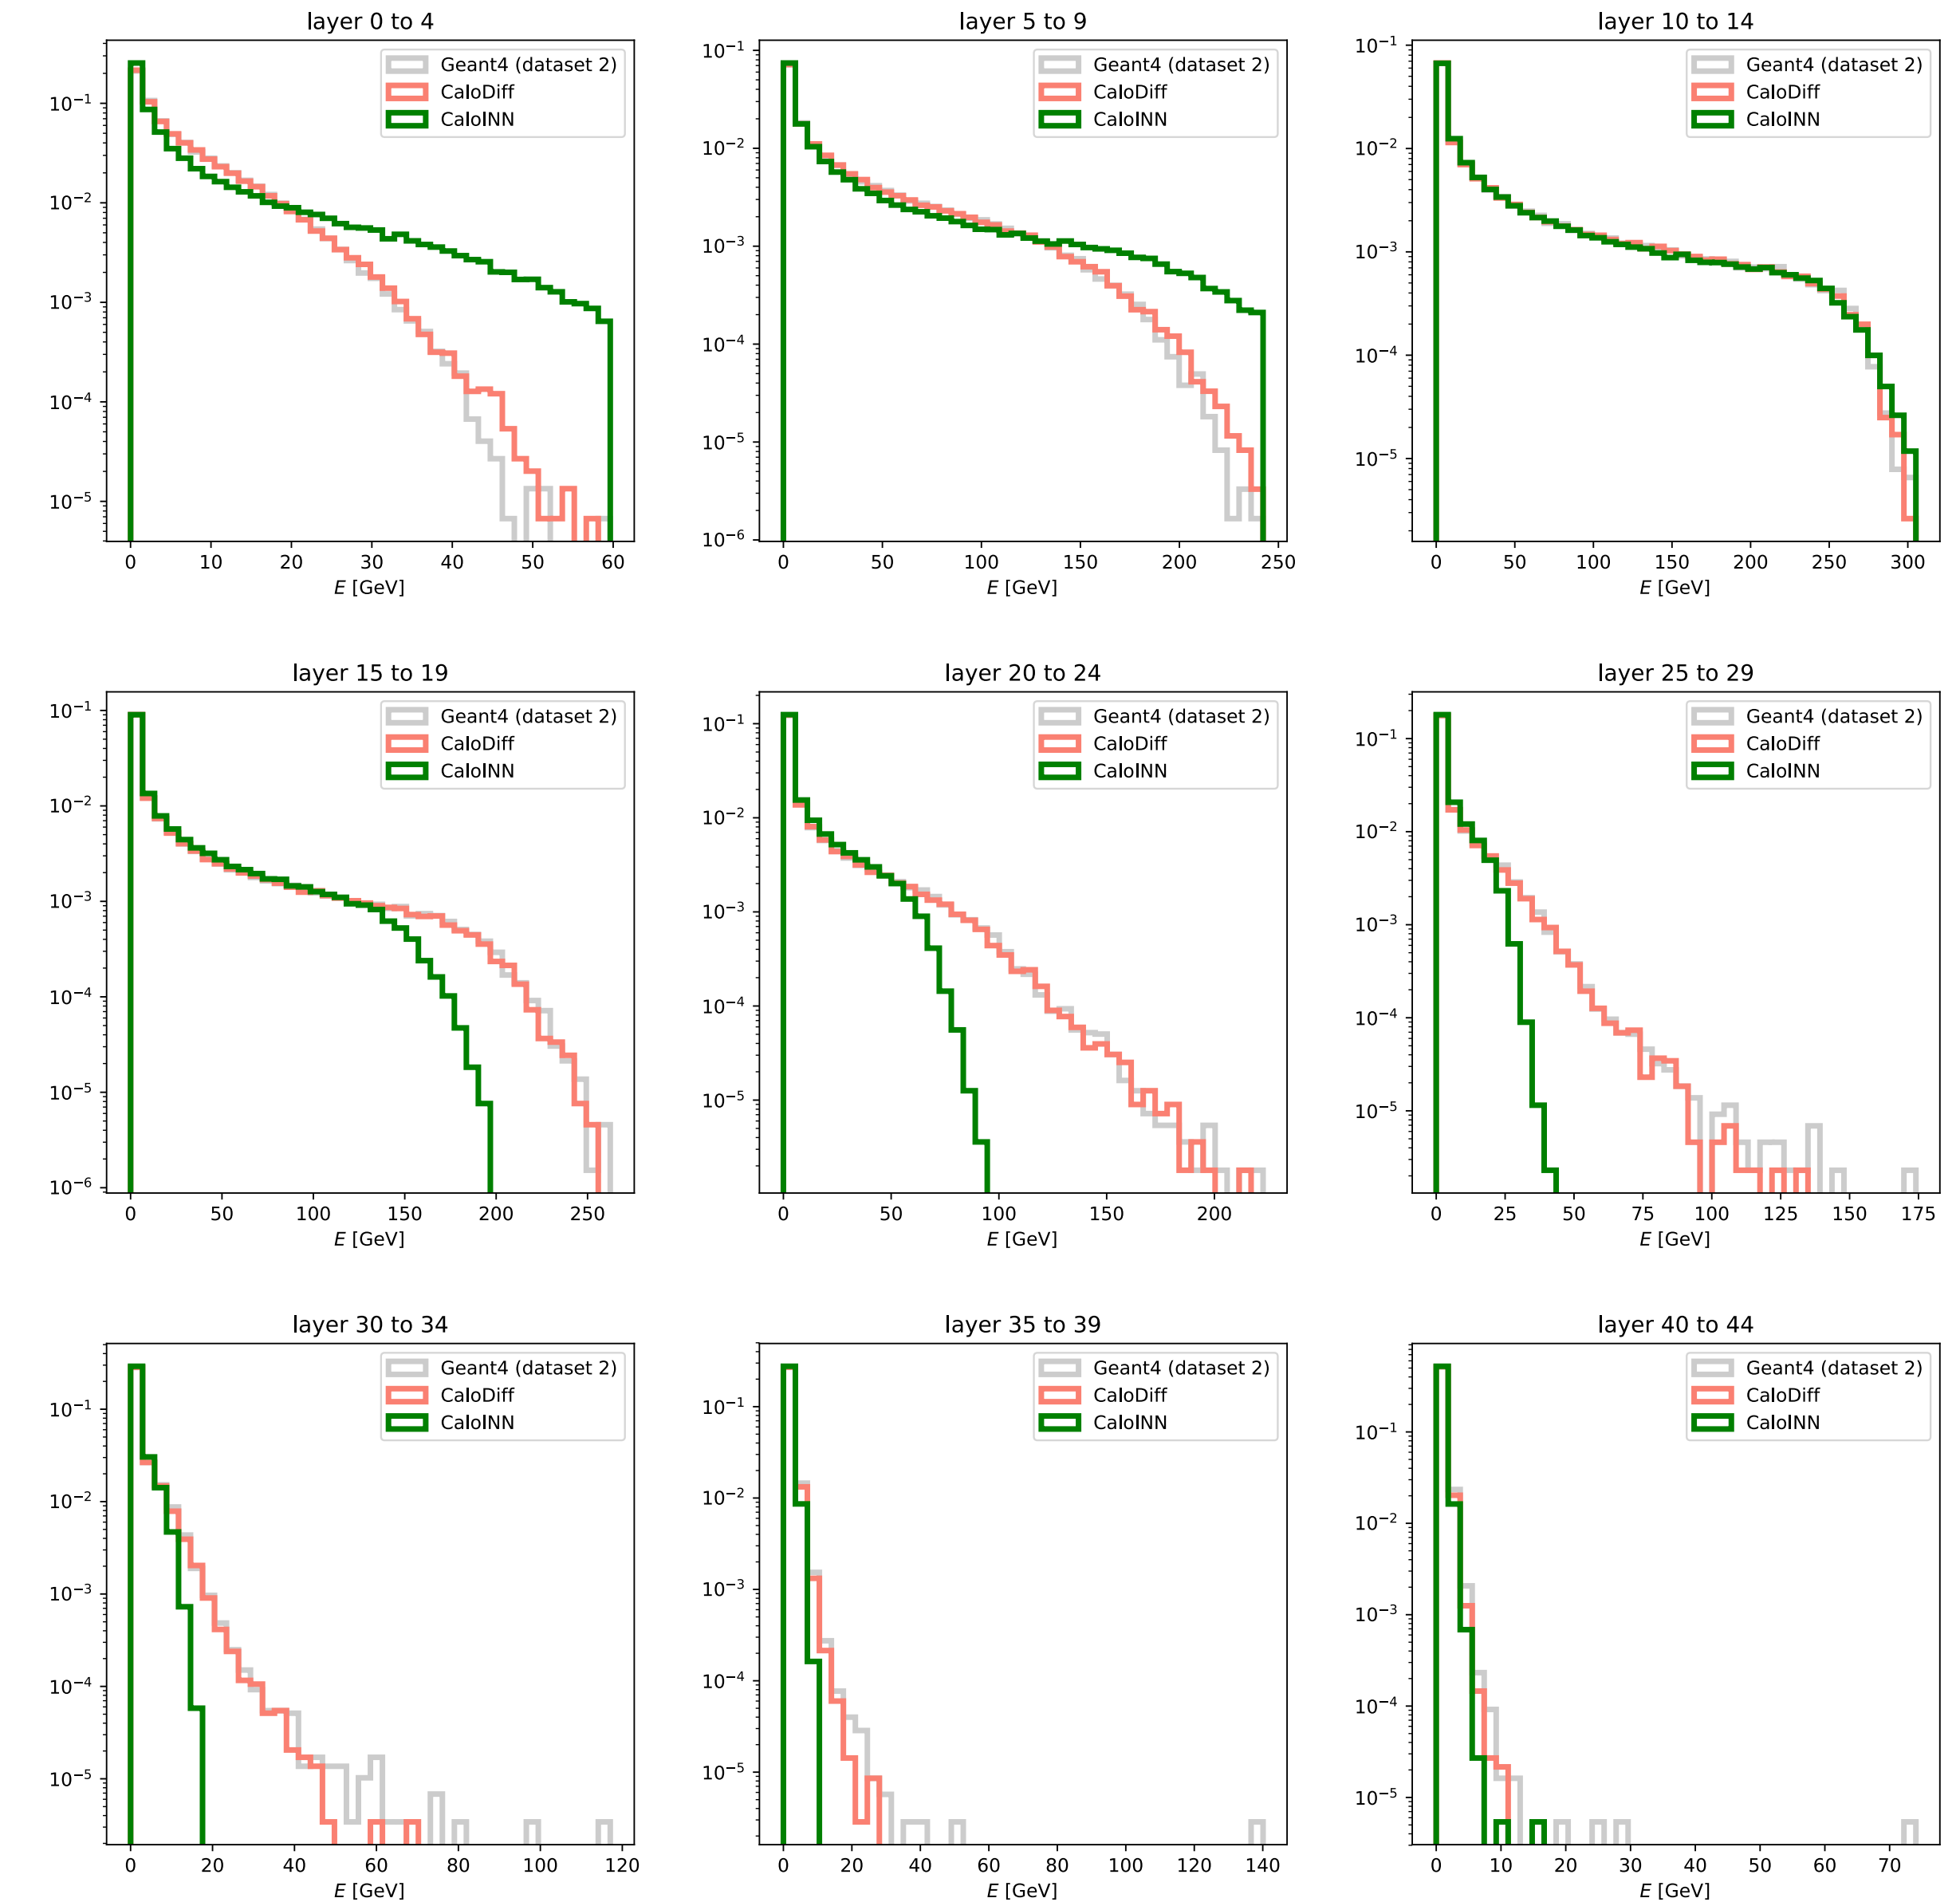 layer 0 to 4
Geant4 (dataset 2)
CaloDiff
CaloINN
10⁻¹
10⁻²
10⁻³
10⁻⁴
10⁻⁵
0 10 20 30 40 50 60
E [GeV]
layer 5 to 9
Geant4 (dataset 2)
CaloDiff
CaloINN
10⁻¹
10⁻²
10⁻³
10⁻⁴
10⁻⁵
10⁻⁶
0 50 100 150 200 250
E [GeV]
layer 10 to 14
Geant4 (dataset 2)
CaloDiff
CaloINN
10⁻¹
10⁻²
10⁻³
10⁻⁴
10⁻⁵
0 50 100 150 200 250 300
E [GeV]
layer 15 to 19
Geant4 (dataset 2)
CaloDiff
CaloINN
10⁻¹
10⁻²
10⁻³
10⁻⁴
10⁻⁵
10⁻⁶
0 50 100 150 200 250
E [GeV]
layer 20 to 24
Geant4 (dataset 2)
CaloDiff
CaloINN
10⁻¹
10⁻²
10⁻³
10⁻⁴
10⁻⁵
0 50 100 150 200
E [GeV]
layer 25 to 29
Geant4 (dataset 2)
CaloDiff
CaloINN
10⁻¹
10⁻²
10⁻³
10⁻⁴
10⁻⁵
0 25 50 75 100 125 150 175
E [GeV]
layer 30 to 34
Geant4 (dataset 2)
CaloDiff
CaloINN
10⁻¹
10⁻²
10⁻³
10⁻⁴
10⁻⁵
0 20 40 60 80 100 120
E [GeV]
layer 35 to 39
Geant4 (dataset 2)
CaloDiff
CaloINN
10⁻¹
10⁻²
10⁻³
10⁻⁴
10⁻⁵
0 20 40 60 80 100 120 140
E [GeV]
layer 40 to 44
Geant4 (dataset 2)
CaloDiff
CaloINN
10⁻¹
10⁻²
10⁻³
10⁻⁴
10⁻⁵
0 10 20 30 40 50 60 70
E [GeV]